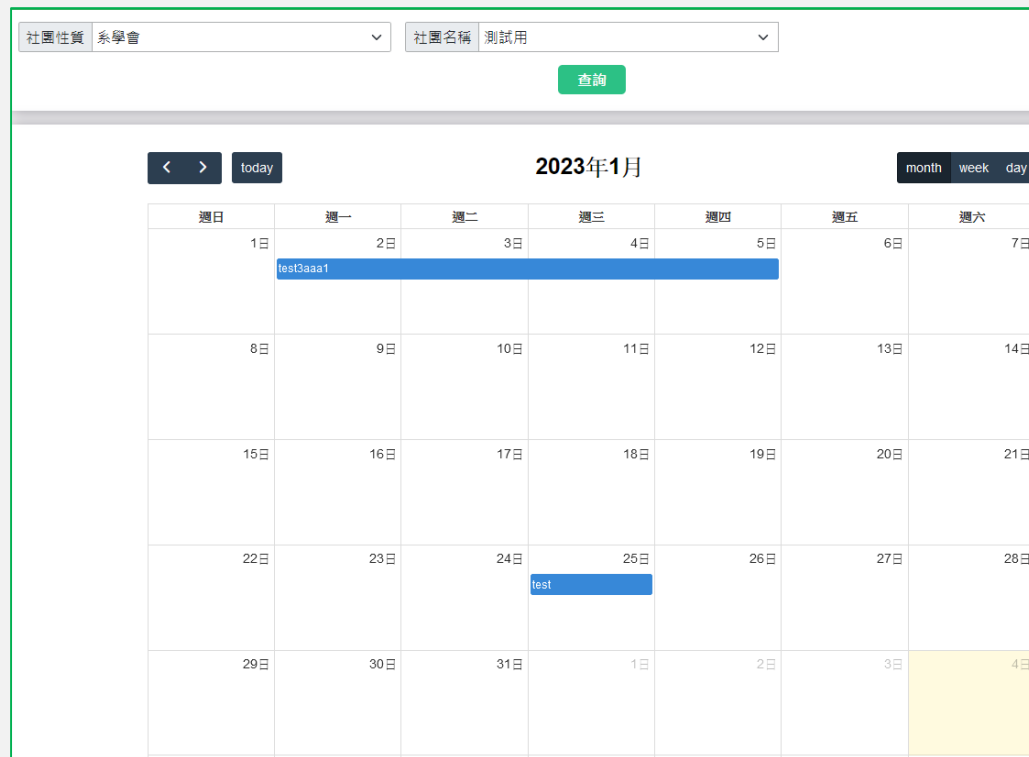 社團性質 系學會 社團名稱 測試用
查詢
today 2023年1月 month week day
週日 週一 週二 週三 週四 週五 週六
1日 2日 3日 4日 5日 6日 7日
test3aaa1
8日 9日 10日 11日 12日 13日 14日
15日 16日 17日 18日 19日 20日 21日
22日 23日 24日 25日 26日 27日 28日
test
29日 30日 31日 1日 2日 3日 4日